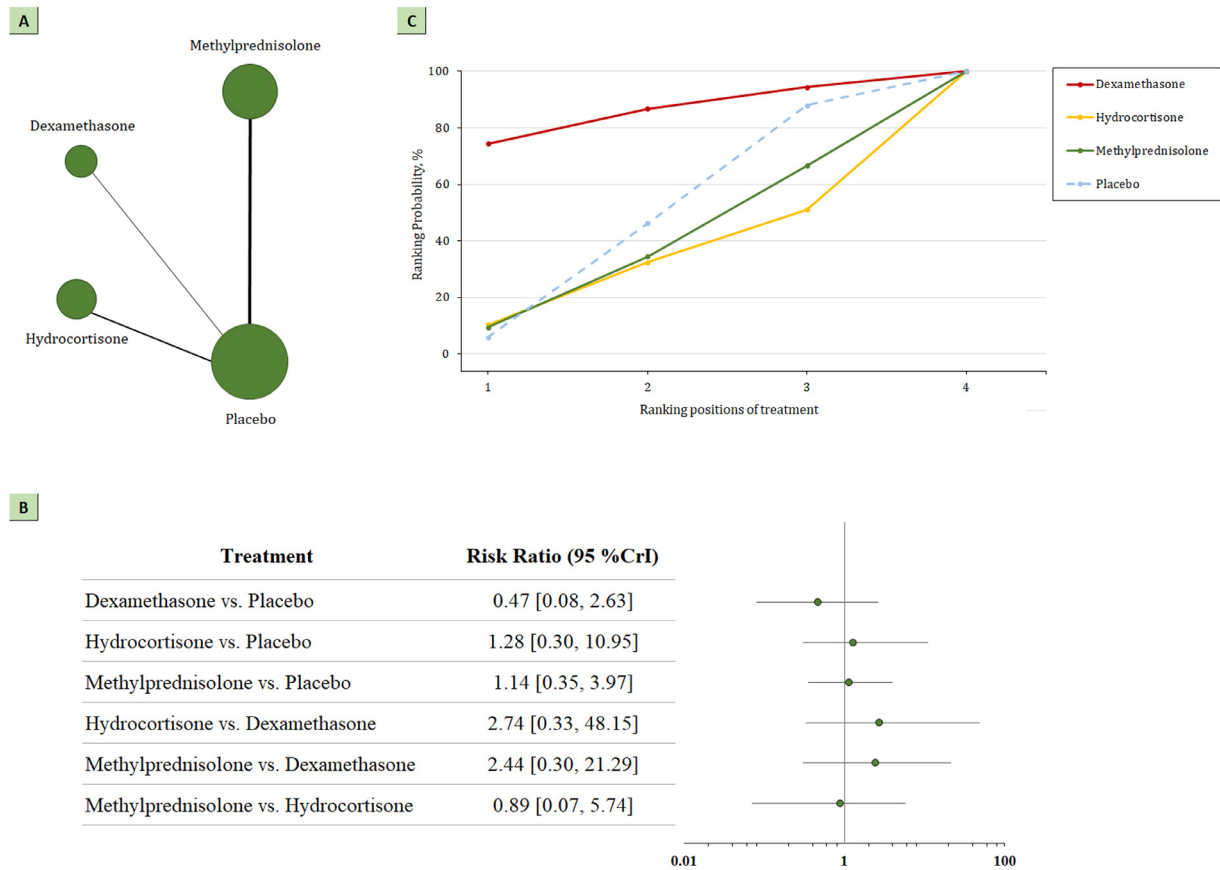 A
Methylprednisolone
Dexamethasone
Hydrocortisone
Placebo
C
Ranking Probability, %
100
80
60
40
20
0
1 2 3 4
Ranking positions of treatment
Dexamethasone
Hydrocortisone
Methylprednisolone
Placebo
B
Treatment Risk Ratio (95 %CrI)
Dexamethasone vs. Placebo 0.47 [0.08, 2.63]
Hydrocortisone vs. Placebo 1.28 [0.30, 10.95]
Methylprednisolone vs. Placebo 1.14 [0.35, 3.97]
Hydrocortisone vs. Dexamethasone 2.74 [0.33, 48.15]
Methylprednisolone vs. Dexamethasone 2.44 [0.30, 21.29]
Methylprednisolone vs. Hydrocortisone 0.89 [0.07, 5.74]
0.01 1 100